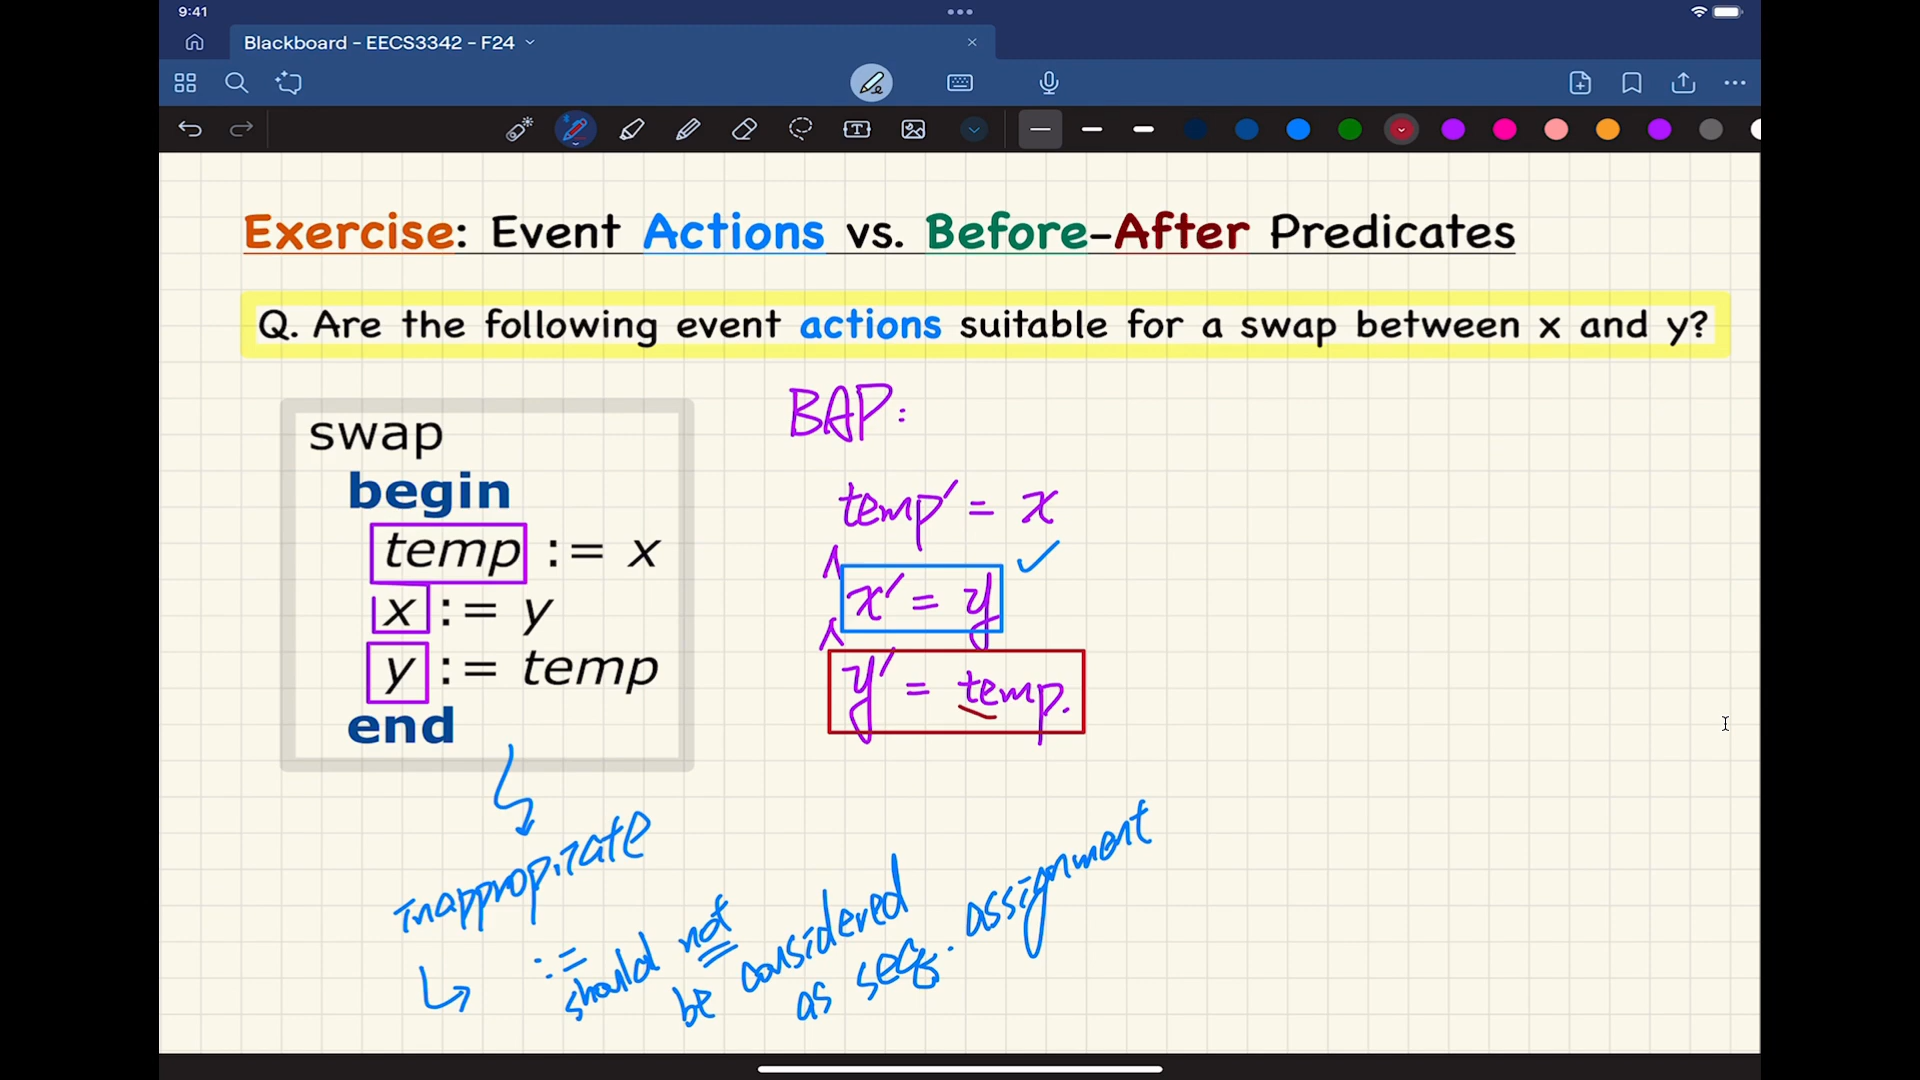 9:41
Blackboard - EECS3342 - F24
Exercise: Event Actions vs. Before-After Predicates
Q. Are the following event actions suitable for a swap between x and y?
swap
begin
temp := x
x := y
y := temp
end
BAP:
temp' = x
∧
x' = y
∧
y' = temp.
inappropirate
:= should not be considered as seq. assignment